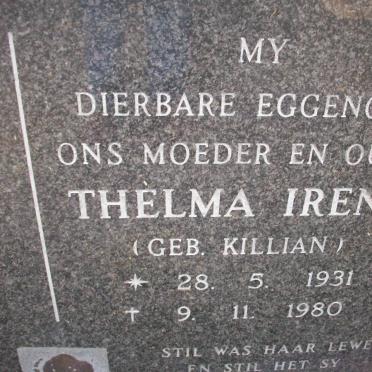 MY
DIERBARE EGGENO
ONS MOEDER EN OU
THELMA IREN
(GEB. KILLIAN)
* 28. 5. 1931
† 9. 11. 1980
STIL WAS HAAR LEWE
EN STIL HET SY